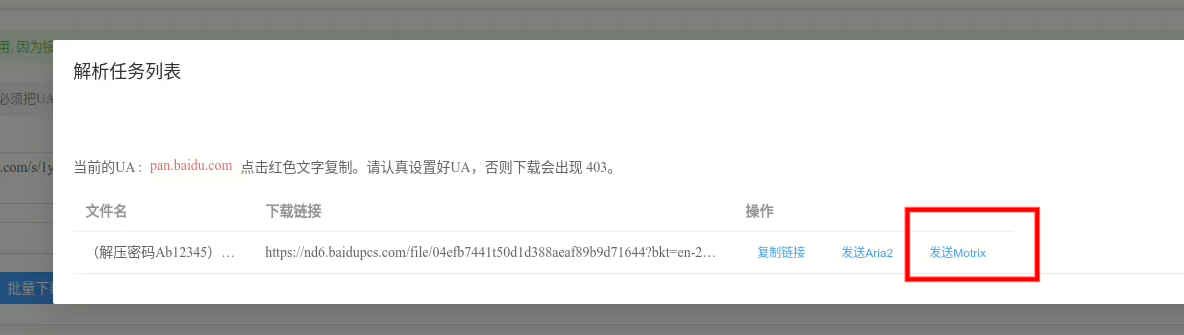 用, 因为接
解析任务列表
必须把UA
当前的UA : pan.baidu.com 点击红色文字复制。请认真设置好UA，否则下载会出现 403。
.com/s/1y
文件名 下载链接 操作
（解压密码Ab12345）… https://nd6.baidupcs.com/file/04efb7441t50d1d388aeaf89b9d71644?bkt=en-2… 复制链接 发送Aria2 发送Motrix
批量下载